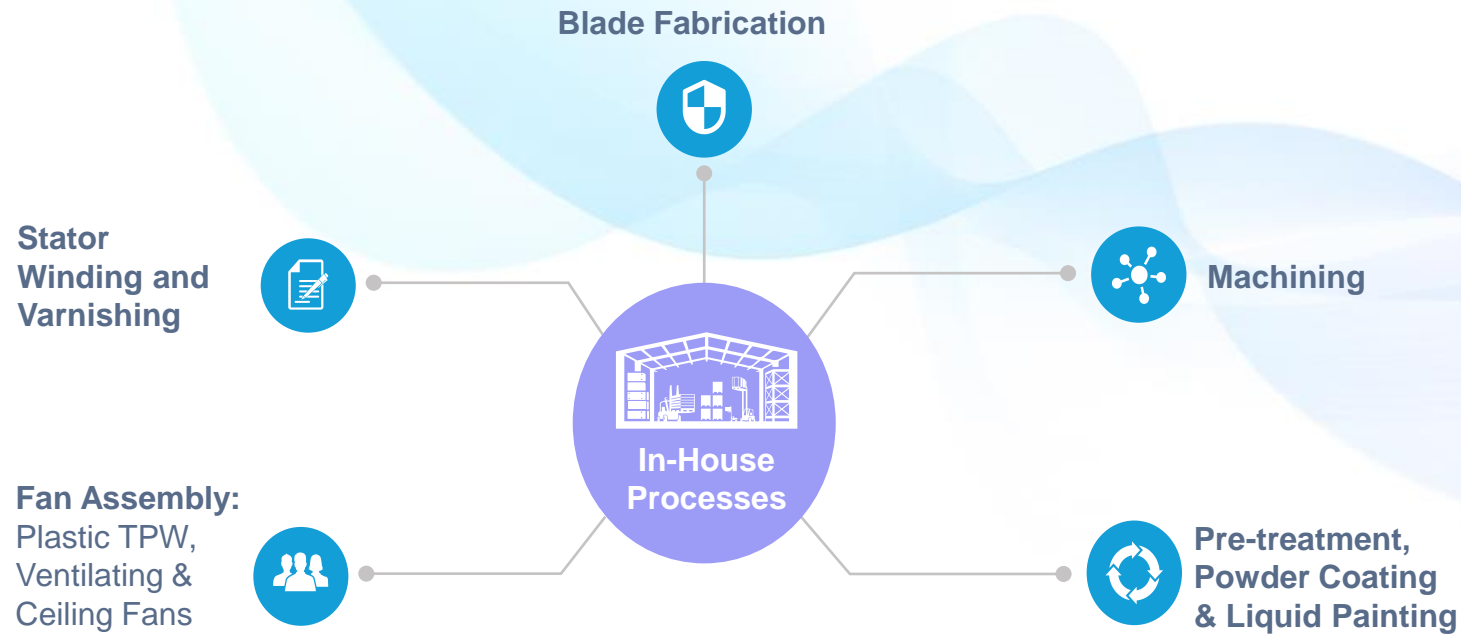 Blade Fabrication
Stator
Winding and
Varnishing
Machining
In-House
Processes
Fan Assembly:
Plastic TPW,
Ventilating &
Ceiling Fans
Pre-treatment,
Powder Coating
& Liquid Painting